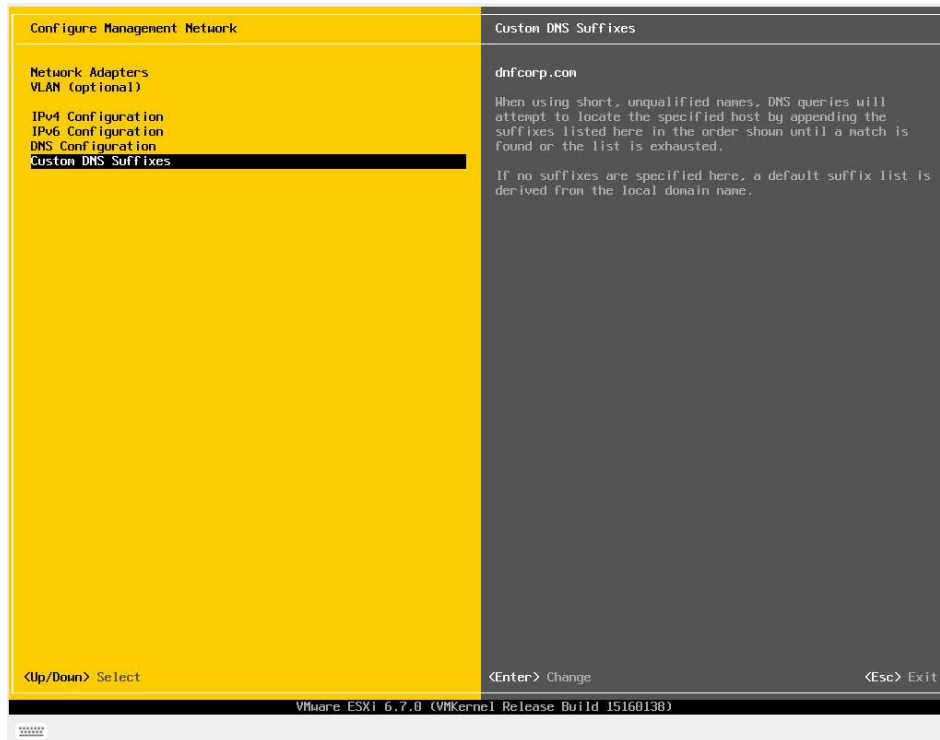 Configure Management Network
Network Adapters
VLAN (optional)
IPv4 Configuration
IPv6 Configuration
DNS Configuration
Custom DNS Suffixes
<Up/Down> Select
Custom DNS Suffixes
dnfcorp.com
When using short, unqualified names, DNS queries will
attempt to locate the specified host by appending the
suffixes listed here in the order shown until a match is
found or the list is exhausted.
If no suffixes are specified here, a default suffix list is
derived from the local domain name.
<Enter> Change
<Esc> Exit
VMware ESXi 6.7.0 (VMKernel Release Build 15160138)